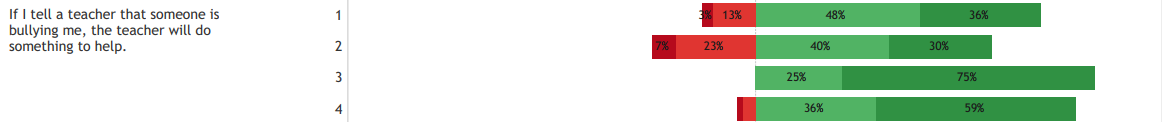 If I tell a teacher that someone is
bullying me, the teacher will do
something to help.
1 3% 13% 48% 36%
2 7% 23% 40% 30%
3 25% 75%
4 36% 59%